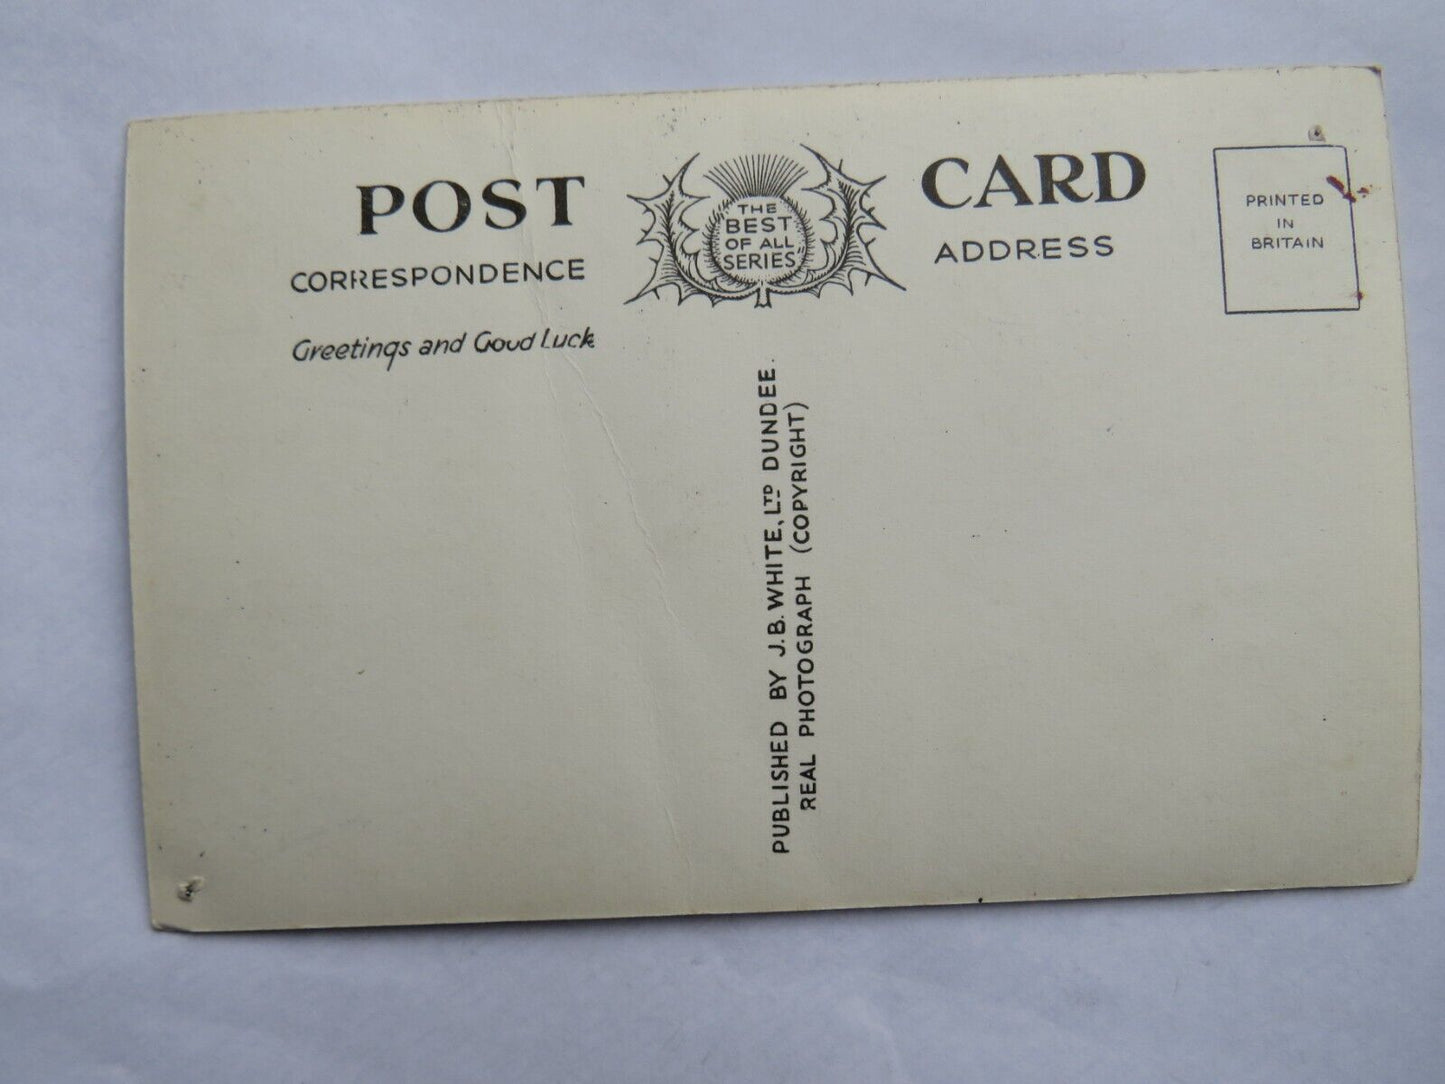 POST CARD
THE
BEST
OF ALL
SERIES
CORRESPONDENCE
ADDRESS
Greetings and Good Luck
PRINTED
IN
BRITAIN
PUBLISHED BY J.B. WHITE, LTD DUNDEE.
REAL PHOTOGRAPH (COPYRIGHT)